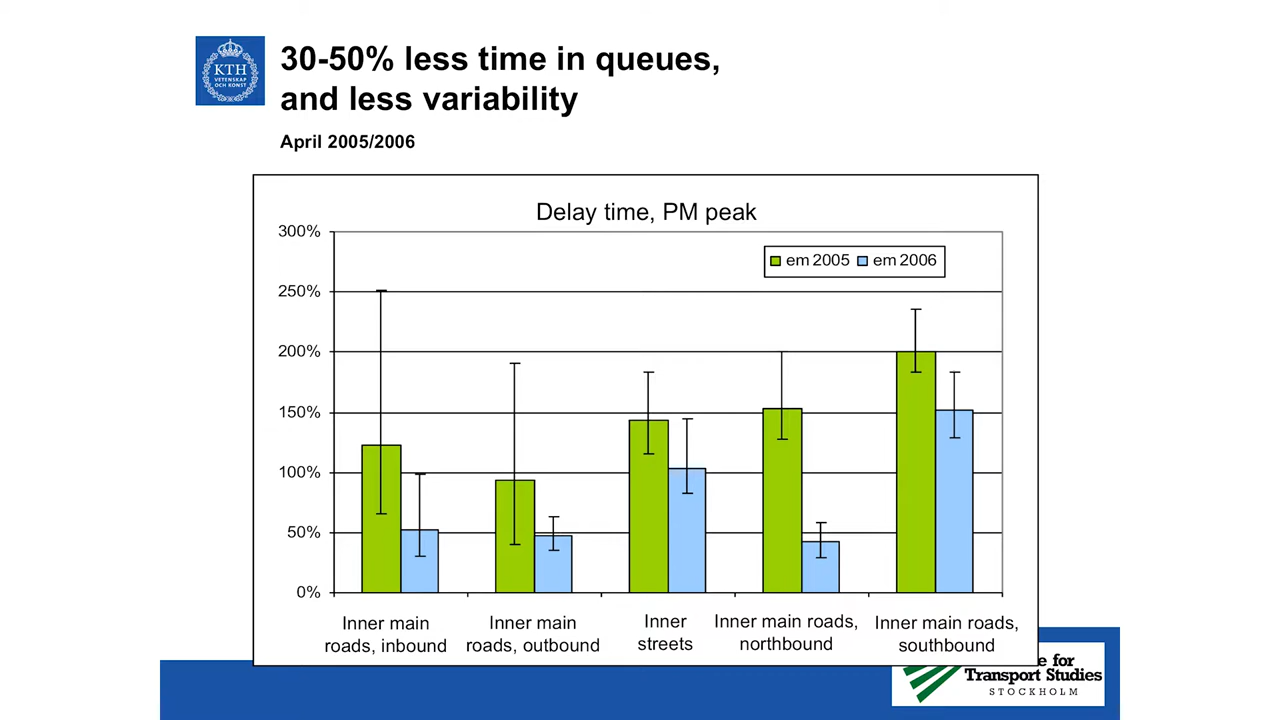 KTH
VETENSKAP
OCH KONST
30-50% less time in queues,
and less variability
April 2005/2006
Delay time, PM peak
em 2005 em 2006
300%
250%
200%
150%
100%
50%
0%
Inner main
roads, inbound
Inner main
roads, outbound
Inner
streets
Inner main roads,
northbound
Inner main roads,
southbound
e for
Transport Studies
STOCKHOLM